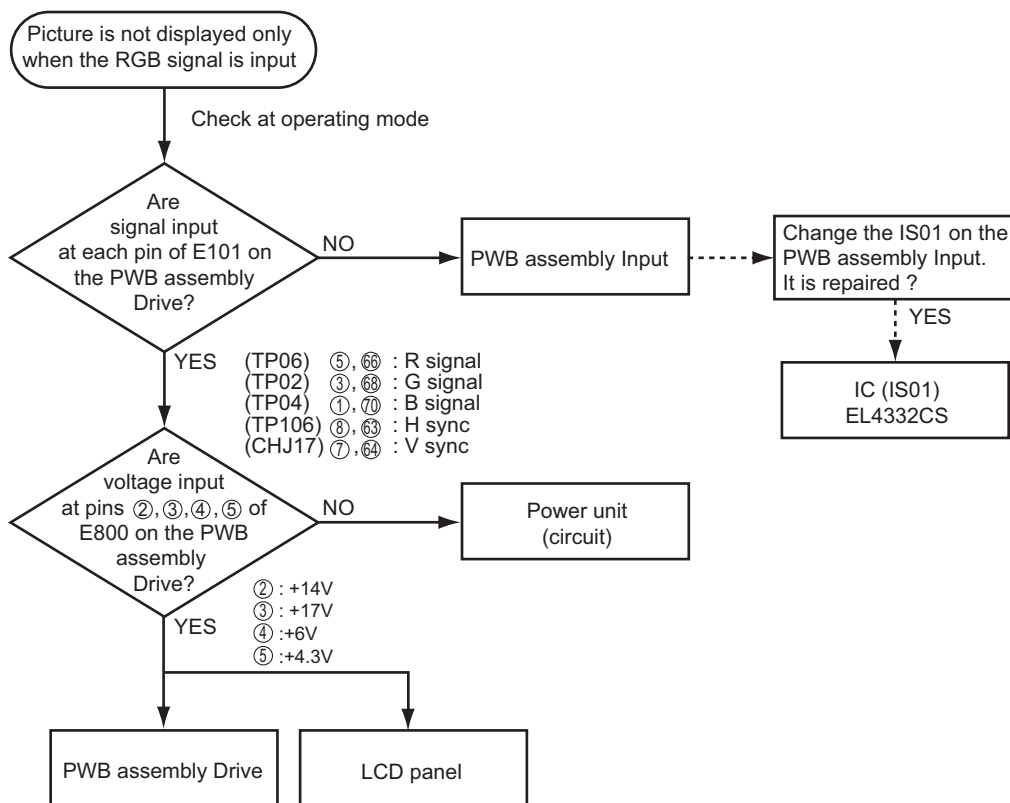 Picture is not displayed only
when the RGB signal is input
Check at operating mode
Are
signal input
at each pin of E101 on
the PWB assembly
Drive?
NO
PWB assembly Input
Change the IS01 on the
PWB assembly Input.
It is repaired ?
YES
IC (IS01)
EL4332CS
YES
(TP06) ⑤,66 : R signal
(TP02) ③,68 : G signal
(TP04) ①,70 : B signal
(TP106) ⑧,63 : H sync
(CHJ17) ⑦,64 : V sync
Are
voltage input
at pins ②,③,④,⑤ of
E800 on the PWB
assembly
Drive?
NO
Power unit
(circuit)
YES
② : +14V
③ : +17V
④ :+6V
⑤ :+4.3V
PWB assembly Drive
LCD panel